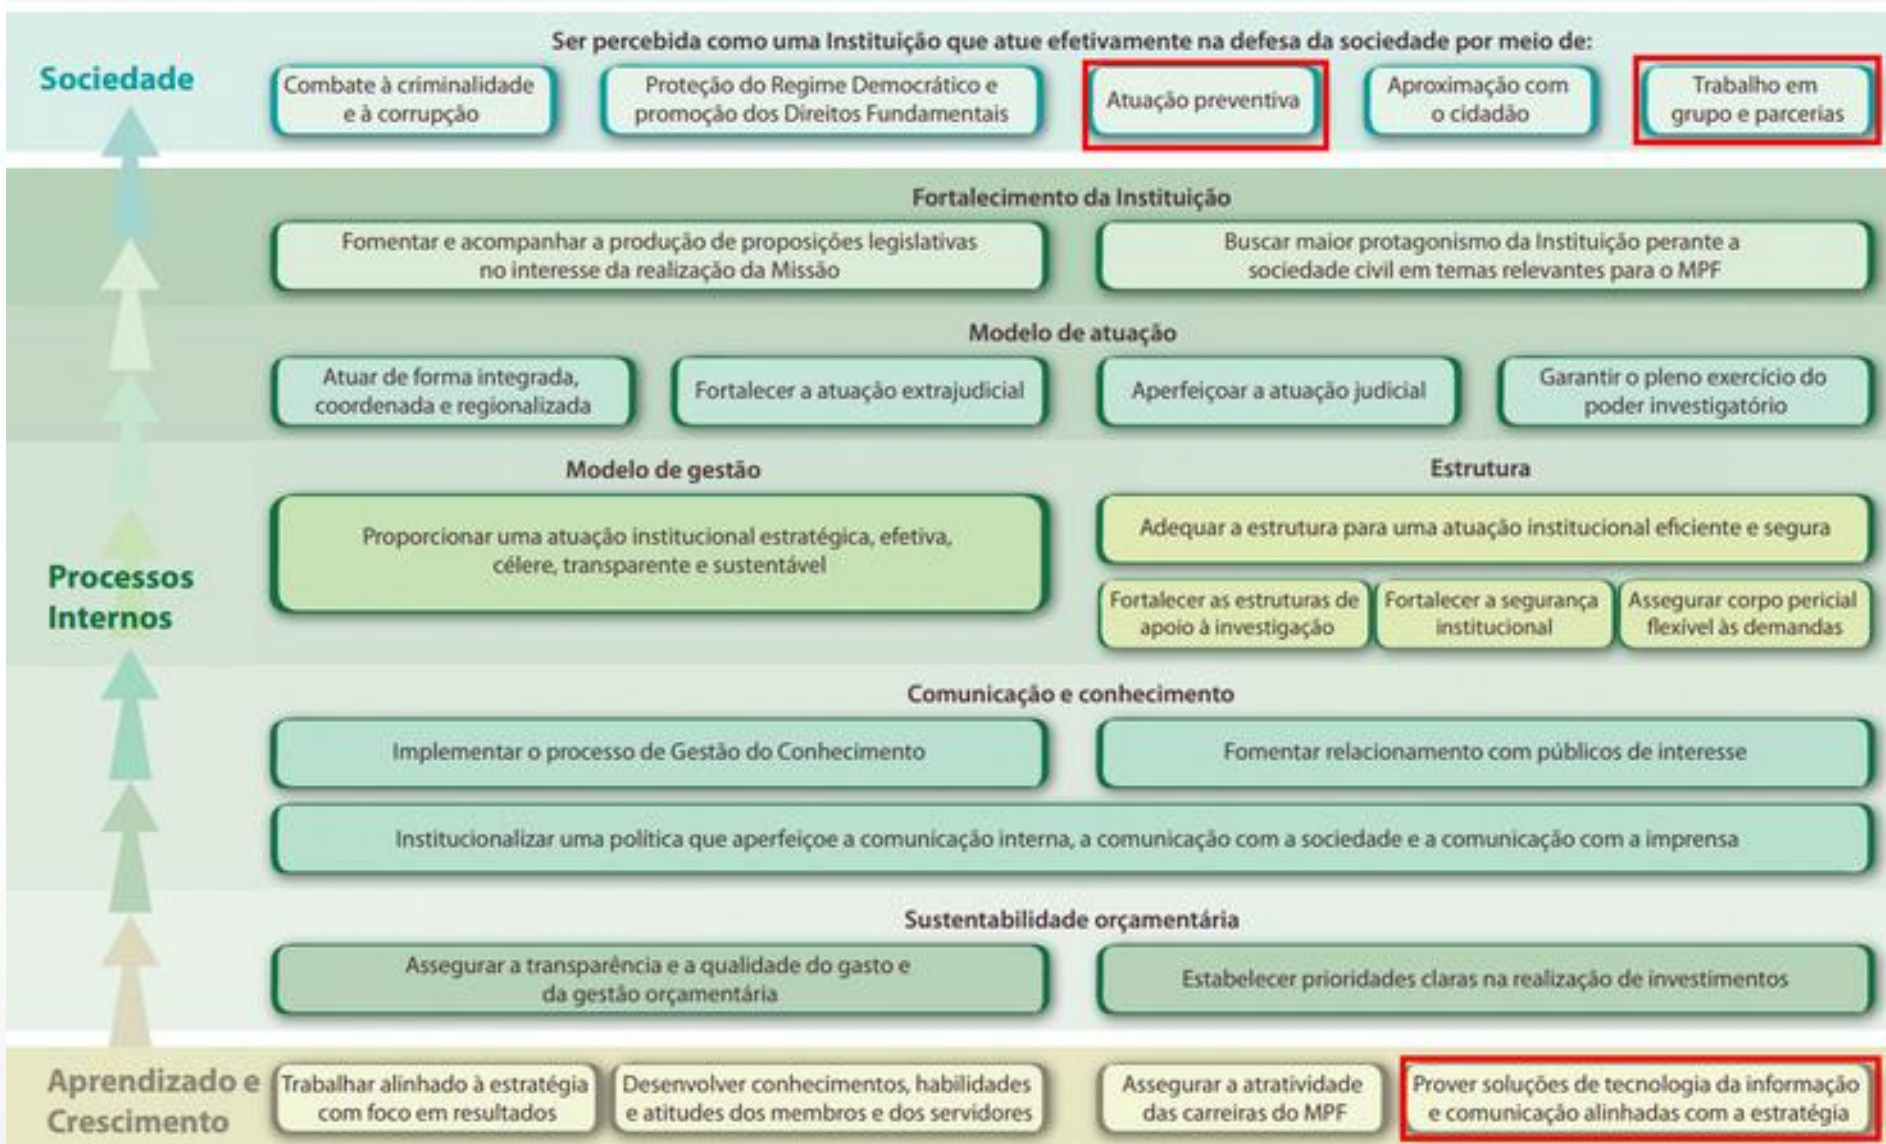 Sociedade
Ser percebida como uma Instituição que atue efetivamente na defesa da sociedade por meio de:
Combate à criminalidade
e à corrupção
Proteção do Regime Democrático e
promoção dos Direitos Fundamentais
Atuação preventiva
Aproximação com
o cidadão
Trabalho em
grupo e parcerias
Processos
Internos
Fortalecimento da Instituição
Fomentar e acompanhar a produção de proposições legislativas
no interesse da realização da Missão
Buscar maior protagonismo da Instituição perante a
sociedade civil em temas relevantes para o MPF
Modelo de atuação
Atuar de forma integrada,
coordenada e regionalizada
Fortalecer a atuação extrajudicial
Aperfeiçoar a atuação judicial
Garantir o pleno exercício do
poder investigatório
Modelo de gestão
Proporcionar uma atuação institucional estratégica, efetiva,
célere, transparente e sustentável
Estrutura
Adequar a estrutura para uma atuação institucional eficiente e segura
Fortalecer as estruturas de
apoio à investigação
Fortalecer a segurança
institucional
Assegurar corpo pericial
flexível às demandas
Comunicação e conhecimento
Implementar o processo de Gestão do Conhecimento
Fomentar relacionamento com públicos de interesse
Institucionalizar uma política que aperfeiçoe a comunicação interna, a comunicação com a sociedade e a comunicação com a imprensa
Sustentabilidade orçamentária
Assegurar a transparência e a qualidade do gasto e
da gestão orçamentária
Estabelecer prioridades claras na realização de investimentos
Aprendizado e
Crescimento
Trabalhar alinhado à estratégia
com foco em resultados
Desenvolver conhecimentos, habilidades
e atitudes dos membros e dos servidores
Assegurar a atratividade
das carreiras do MPF
Prover soluções de tecnologia da informação
e comunicação alinhadas com a estratégia